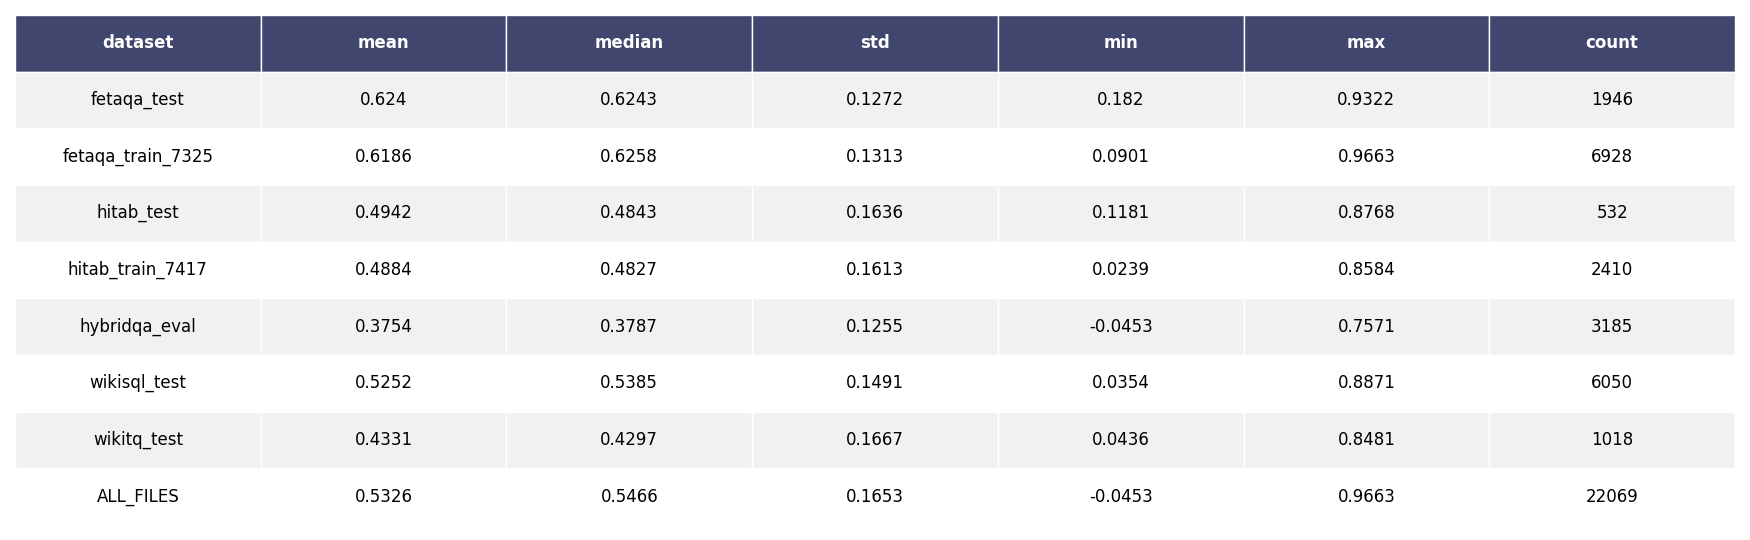 dataset mean median std min max count
fetaqa_test 0.624 0.6243 0.1272 0.182 0.9322 1946
fetaqa_train_7325 0.6186 0.6258 0.1313 0.0901 0.9663 6928
hitab_test 0.4942 0.4843 0.1636 0.1181 0.8768 532
hitab_train_7417 0.4884 0.4827 0.1613 0.0239 0.8584 2410
hybridqa_eval 0.3754 0.3787 0.1255 -0.0453 0.7571 3185
wikisql_test 0.5252 0.5385 0.1491 0.0354 0.8871 6050
wikitq_test 0.4331 0.4297 0.1667 0.0436 0.8481 1018
ALL_FILES 0.5326 0.5466 0.1653 -0.0453 0.9663 22069